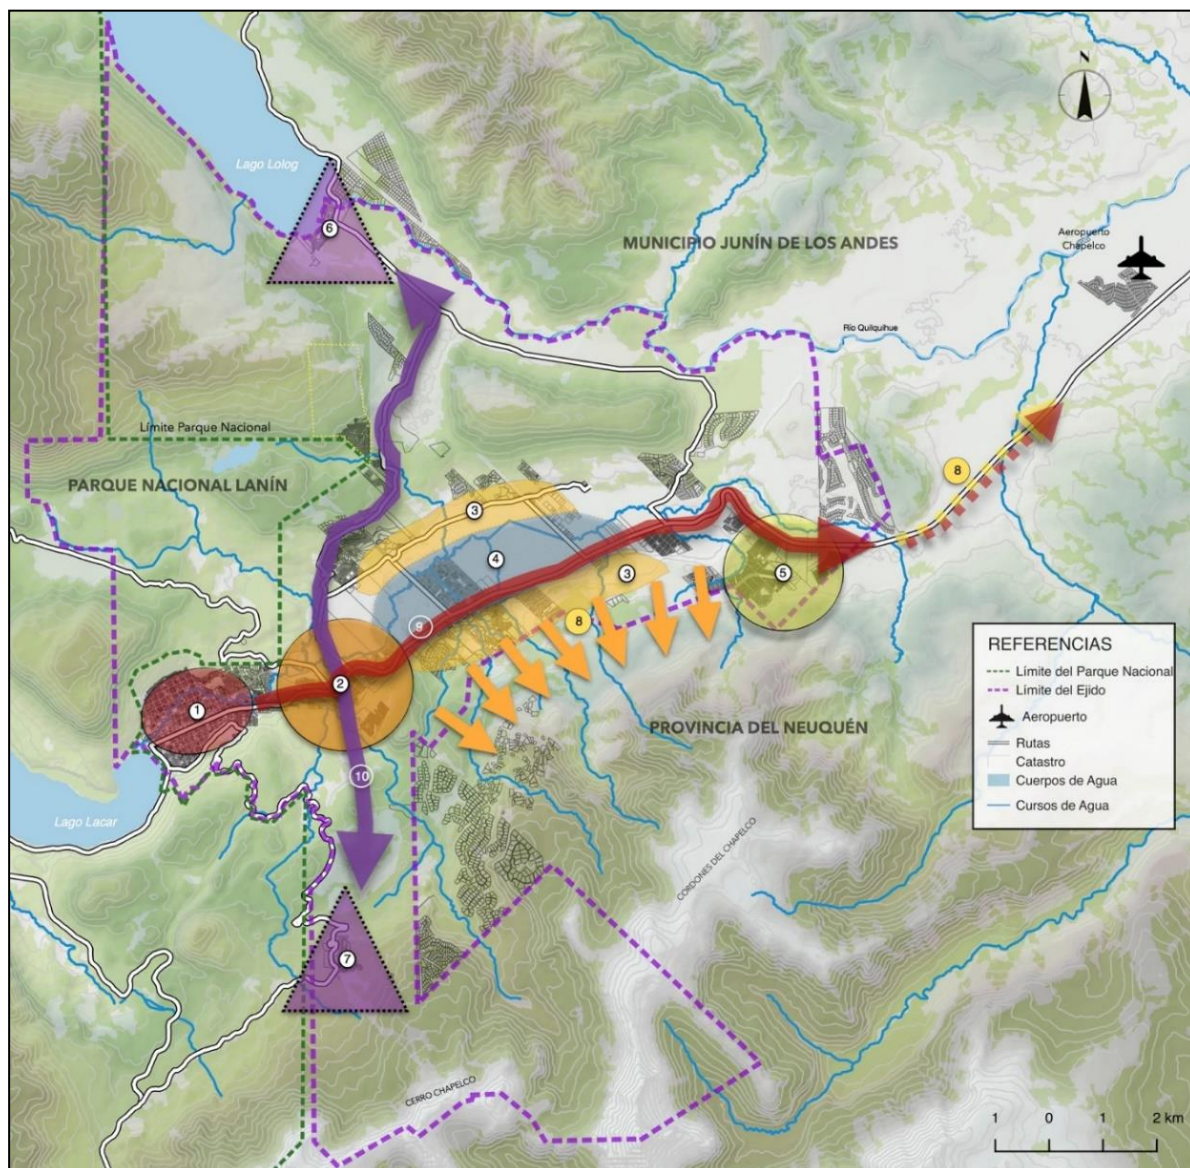 N
Lago Lolog
6
MUNICIPIO JUNÍN DE LOS ANDES
Aeropuerto
Chapelco
Río Quilquihue
Límite Parque Nacional
8
PARQUE NACIONAL LANÍN
3
4
3
5
9
8
2
1
PROVINCIA DEL NEUQUÉN
10
Lago Lacar
CORDONES DEL CHAPELCO
7
CERRO CHAPELCO
REFERENCIAS
Límite del Parque Nacional
Límite del Ejido
Aeropuerto
Rutas
Catastro
Cuerpos de Agua
Cursos de Agua
1 0 1 2 km